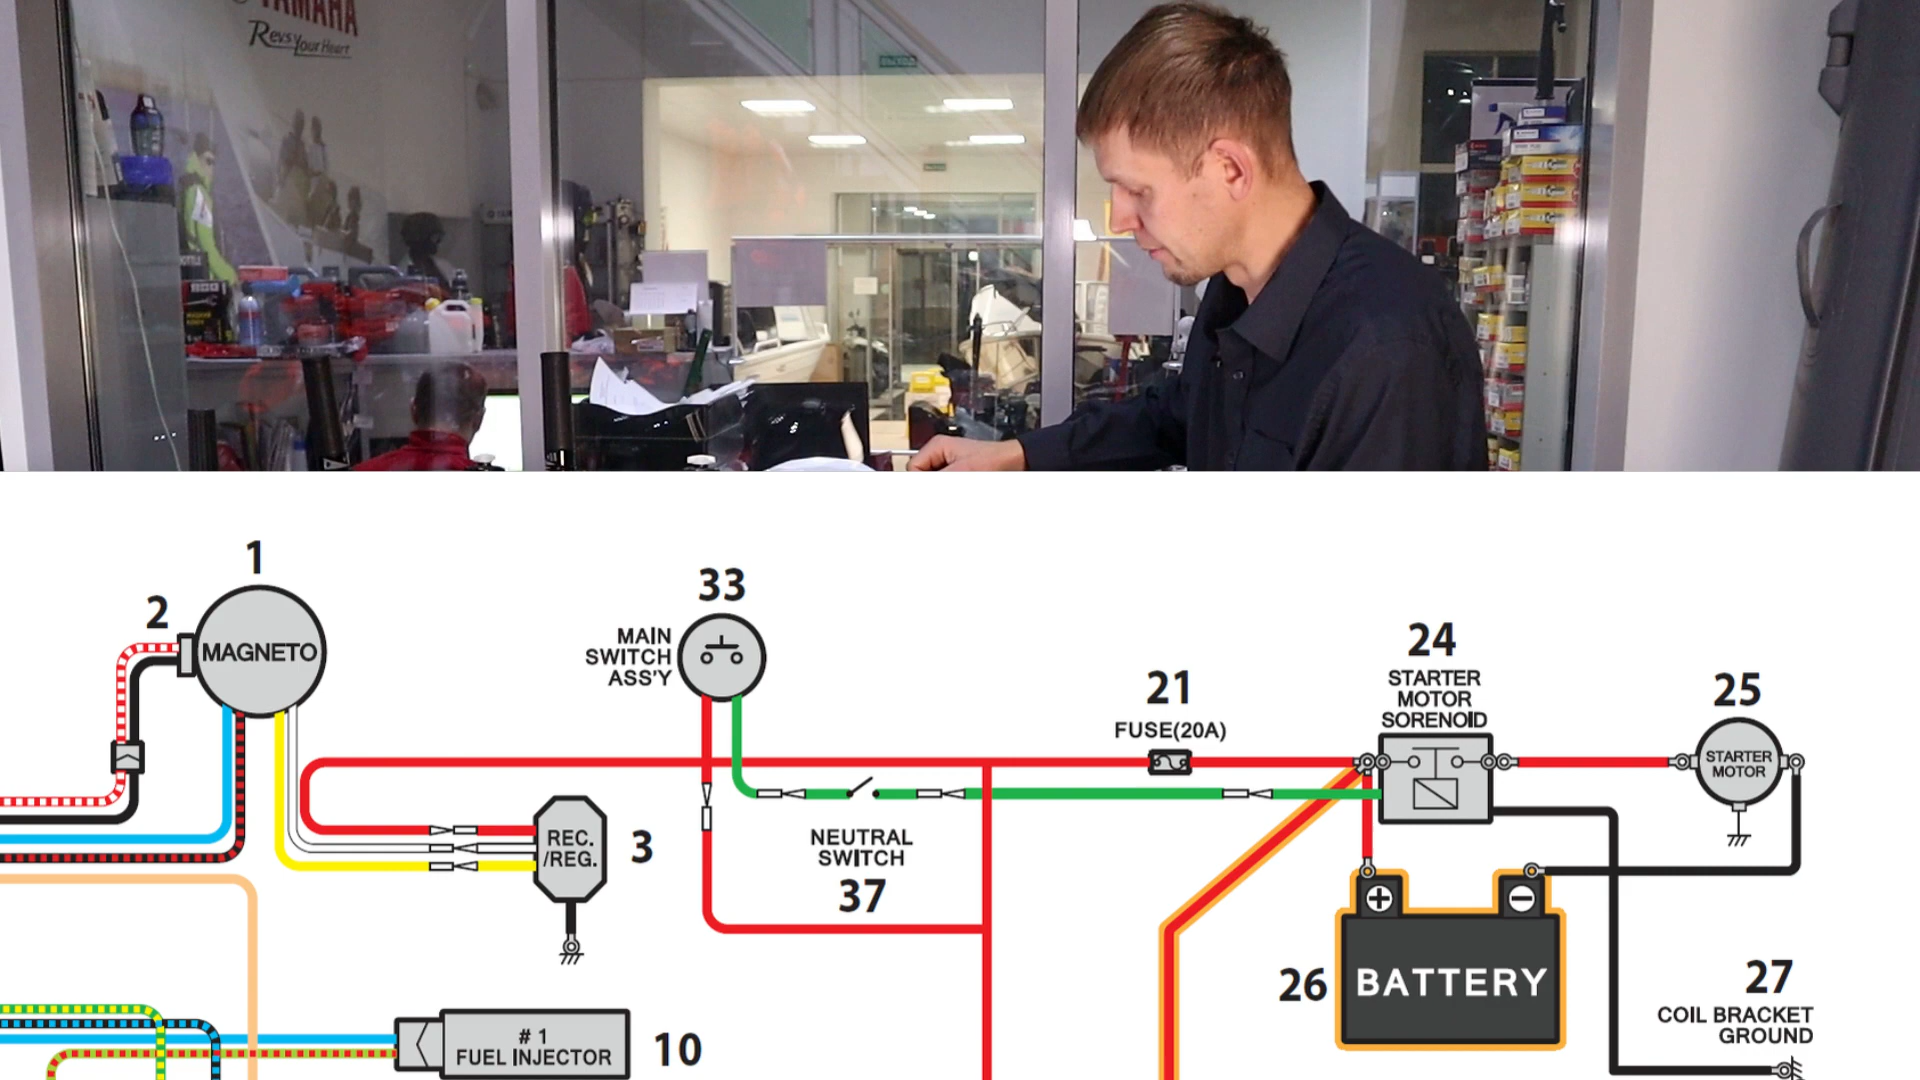 YAMAHA
Revs Your Heart
ВЫХОД
1
2
MAGNETO
33
MAIN
SWITCH
ASS'Y
21
FUSE(20A)
24
STARTER
MOTOR
SORENOID
25
STARTER
MOTOR
REC.
/REG.
3
NEUTRAL
SWITCH
37
+
−
26
BATTERY
27
COIL BRACKET
GROUND
# 1
FUEL INJECTOR
10